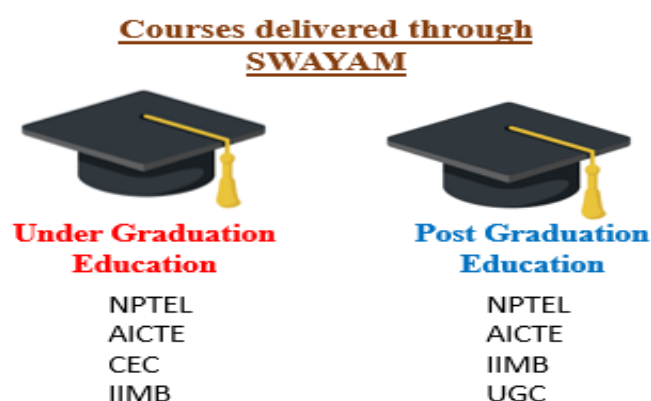 Courses delivered through
SWAYAM
Under Graduation
Education
NPTEL
AICTE
CEC
IIMB
Post Graduation
Education
NPTEL
AICTE
IIMB
UGC